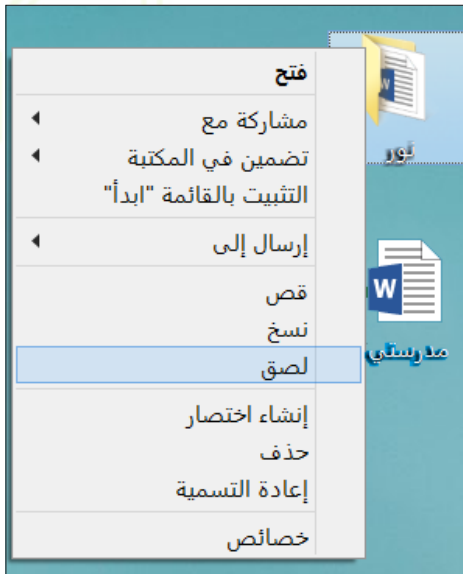 فتح
مشاركة مع
تضمين في المكتبة
التثبيت بالقائمة "ابدأ"
إرسال إلى
قص
نسخ
لصق
إنشاء اختصار
حذف
إعادة التسمية
خصائص
نور
W
مدرستي